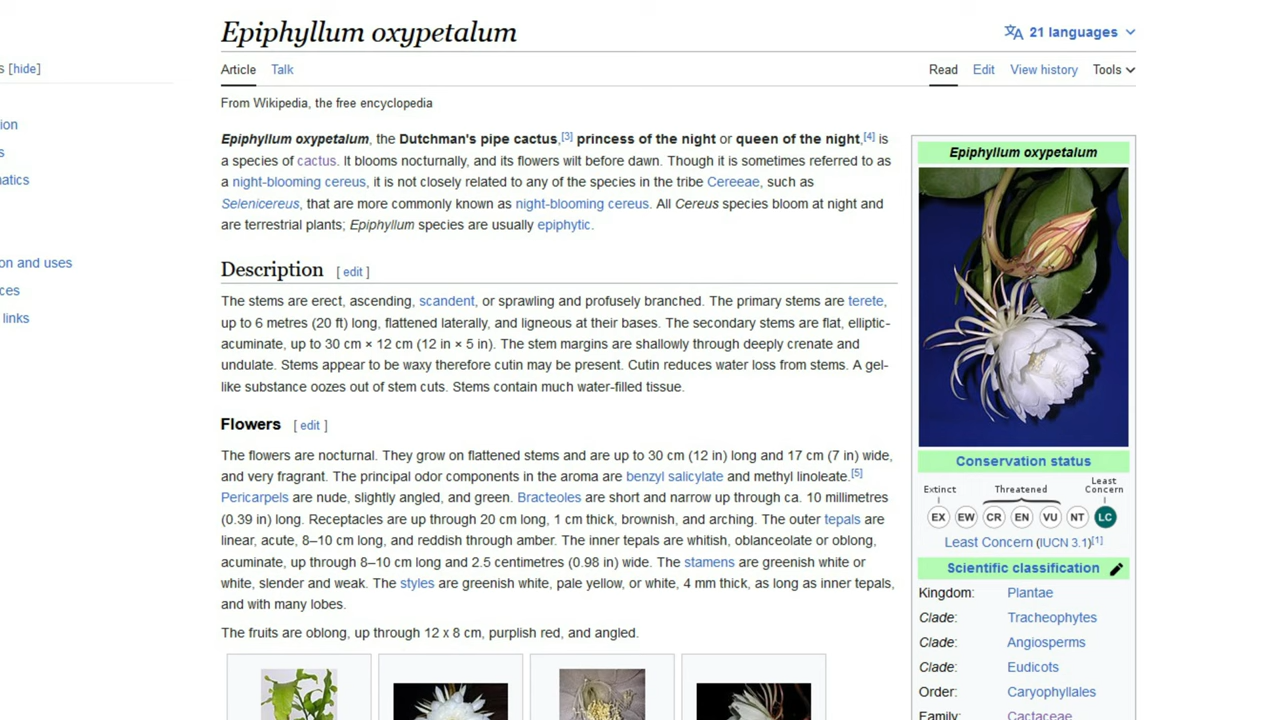 Epiphyllum oxypetalum
21 languages
s [hide]
Article Talk
Read Edit View history Tools
From Wikipedia, the free encyclopedia
ion
s
natics
on and uses
ces
links
Epiphyllum oxypetalum, the Dutchman's pipe cactus,[3] princess of the night or queen of the night,[4] is
a species of cactus. It blooms nocturnally, and its flowers wilt before dawn. Though it is sometimes referred to as
a night-blooming cereus, it is not closely related to any of the species in the tribe Cereeae, such as
Selenicereus, that are more commonly known as night-blooming cereus. All Cereus species bloom at night and
are terrestrial plants; Epiphyllum species are usually epiphytic.
Description [ edit ]
The stems are erect, ascending, scandent, or sprawling and profusely branched. The primary stems are terete,
up to 6 metres (20 ft) long, flattened laterally, and ligneous at their bases. The secondary stems are flat, elliptic-
acuminate, up to 30 cm × 12 cm (12 in × 5 in). The stem margins are shallowly through deeply crenate and
undulate. Stems appear to be waxy therefore cutin may be present. Cutin reduces water loss from stems. A gel-
like substance oozes out of stem cuts. Stems contain much water-filled tissue.
Flowers [ edit ]
The flowers are nocturnal. They grow on flattened stems and are up to 30 cm (12 in) long and 17 cm (7 in) wide,
and very fragrant. The principal odor components in the aroma are benzyl salicylate and methyl linoleate.[5]
Pericarpels are nude, slightly angled, and green. Bracteoles are short and narrow up through ca. 10 millimetres
(0.39 in) long. Receptacles are up through 20 cm long, 1 cm thick, brownish, and arching. The outer tepals are
linear, acute, 8–10 cm long, and reddish through amber. The inner tepals are whitish, oblanceolate or oblong,
acuminate, up through 8–10 cm long and 2.5 centimetres (0.98 in) wide. The stamens are greenish white or
white, slender and weak. The styles are greenish white, pale yellow, or white, 4 mm thick, as long as inner tepals,
and with many lobes.
The fruits are oblong, up through 12 x 8 cm, purplish red, and angled.
Epiphyllum oxypetalum
Conservation status
Extinct Threatened Least Concern
EX EW CR EN VU NT LC
Least Concern (IUCN 3.1)[1]
Scientific classification
Kingdom: Plantae
Clade: Tracheophytes
Clade: Angiosperms
Clade: Eudicots
Order: Caryophyllales
Family: Cactaceae